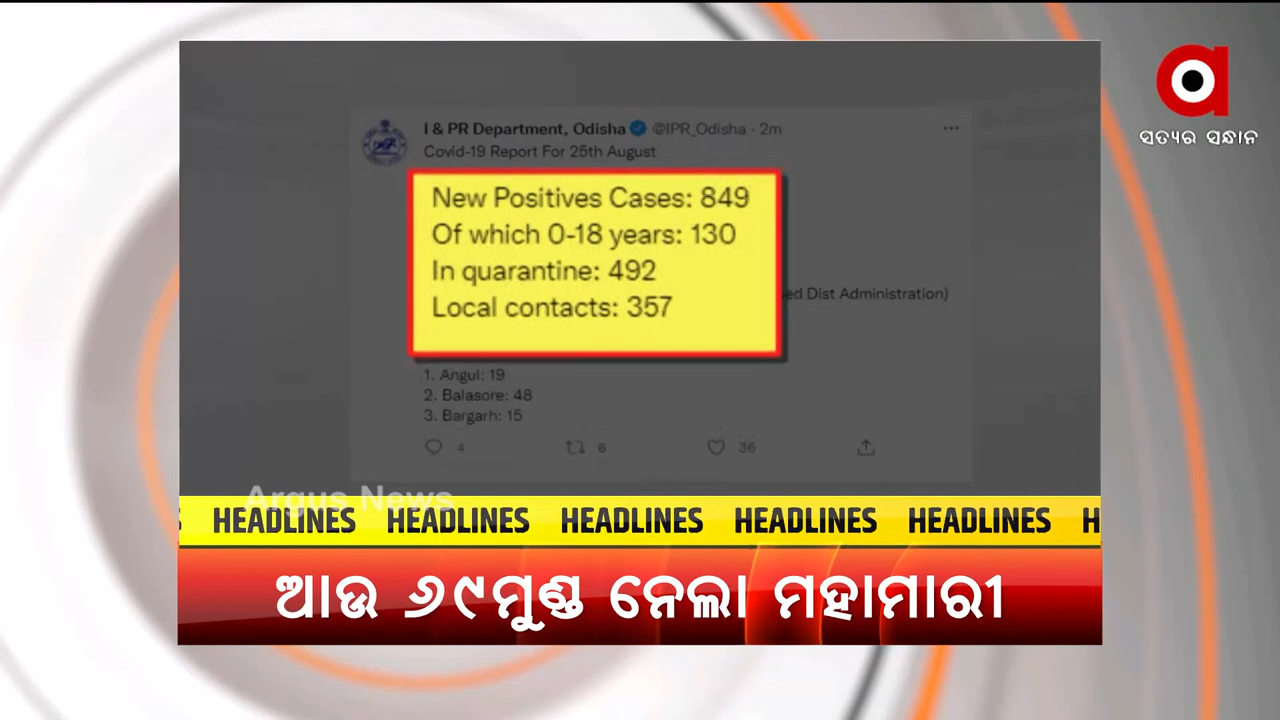 ସତ୍ୟର ସନ୍ଧାନ
I & PR Department, Odisha @IPR_Odisha · 2m
Covid-19 Report For 25th August
New Positives Cases: 849
Of which 0-18 years: 130
In quarantine: 492
Local contacts: 357
ed Dist Administration)
1. Angul: 19
2. Balasore: 48
3. Bargarh: 15
4 6 36
Argus News
HEADLINES HEADLINES HEADLINES HEADLINES HEADLINES H
ଆଉ ୬୯ମୁଣ୍ଡ ନେଲା ମହାମାରୀ